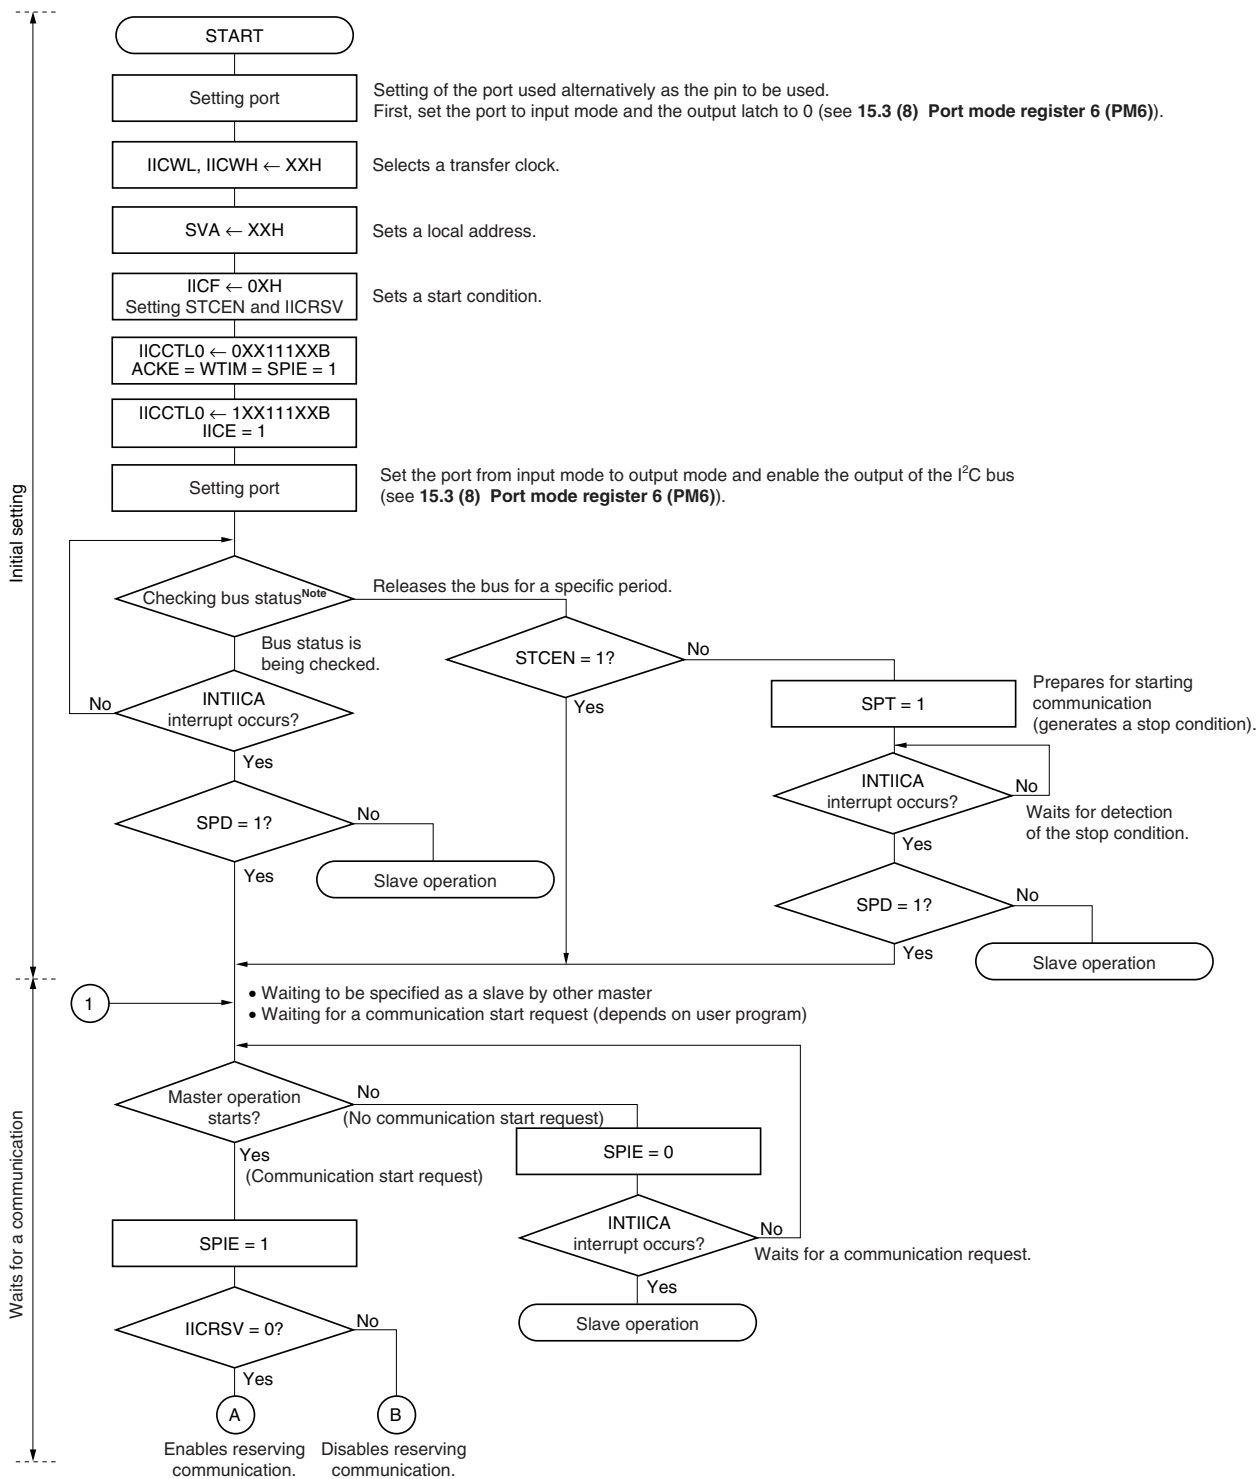 START
Setting port
Setting of the port used alternatively as the pin to be used.
First, set the port to input mode and the output latch to 0 (see 15.3 (8) Port mode register 6 (PM6)).
IICWL, IICWH ← XXH
Selects a transfer clock.
SVA ← XXH
Sets a local address.
IICF ← 0XH
Setting STCEN and IICRSV
Sets a start condition.
IICCTL0 ← 0XX111XXB
ACKE = WTIM = SPIE = 1
IICCTL0 ← 1XX111XXB
IICE = 1
Setting port
Set the port from input mode to output mode and enable the output of the I²C bus
(see 15.3 (8) Port mode register 6 (PM6)).
Initial setting
Checking bus statusNote
Releases the bus for a specific period.
Bus status is
being checked.
INTIICA
interrupt occurs?
No
Yes
SPD = 1?
No
Yes
Slave operation
STCEN = 1?
No
Yes
SPT = 1
Prepares for starting
communication
(generates a stop condition).
INTIICA
interrupt occurs?
No
Waits for detection
of the stop condition.
Yes
SPD = 1?
No
Yes
Slave operation
1
• Waiting to be specified as a slave by other master
• Waiting for a communication start request (depends on user program)
Waits for a communication
Master operation
starts?
No
(No communication start request)
Yes
(Communication start request)
SPIE = 0
INTIICA
interrupt occurs?
No
Waits for a communication request.
Yes
Slave operation
SPIE = 1
IICRSV = 0?
No
Yes
A
B
Enables reserving
communication.
Disables reserving
communication.